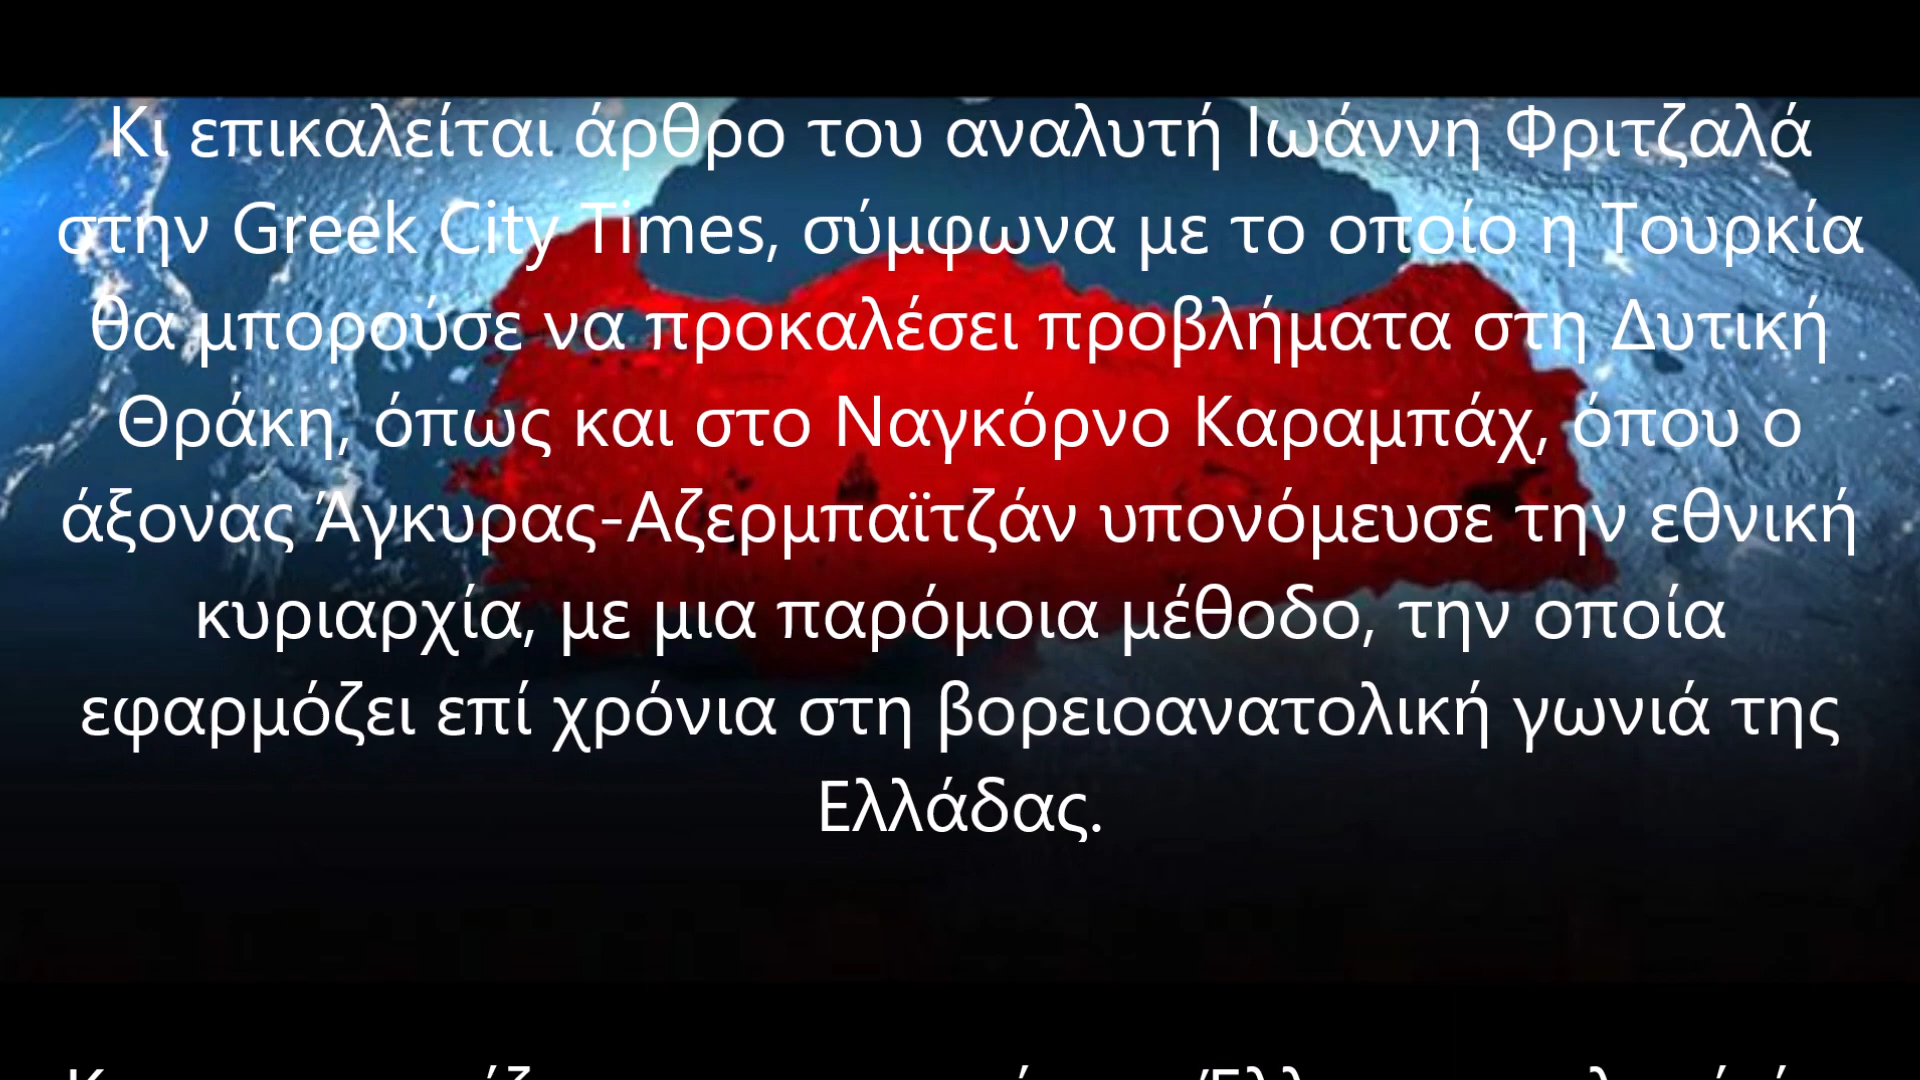 Κι επικαλείται άρθρο του αναλυτή Ιωάννη Φριτζαλά
στην Greek City Times, σύμφωνα με το οποίο η Τουρκία
θα μπορούσε να προκαλέσει προβλήματα στη Δυτική
Θράκη, όπως και στο Ναγκόρνο Καραμπάχ, όπου ο
άξονας Άγκυρας-Αζερμπαϊτζάν υπονόμευσε την εθνική
κυριαρχία, με μια παρόμοια μέθοδο, την οποία
εφαρμόζει επί χρόνια στη βορειοανατολική γωνιά της
Ελλάδας.